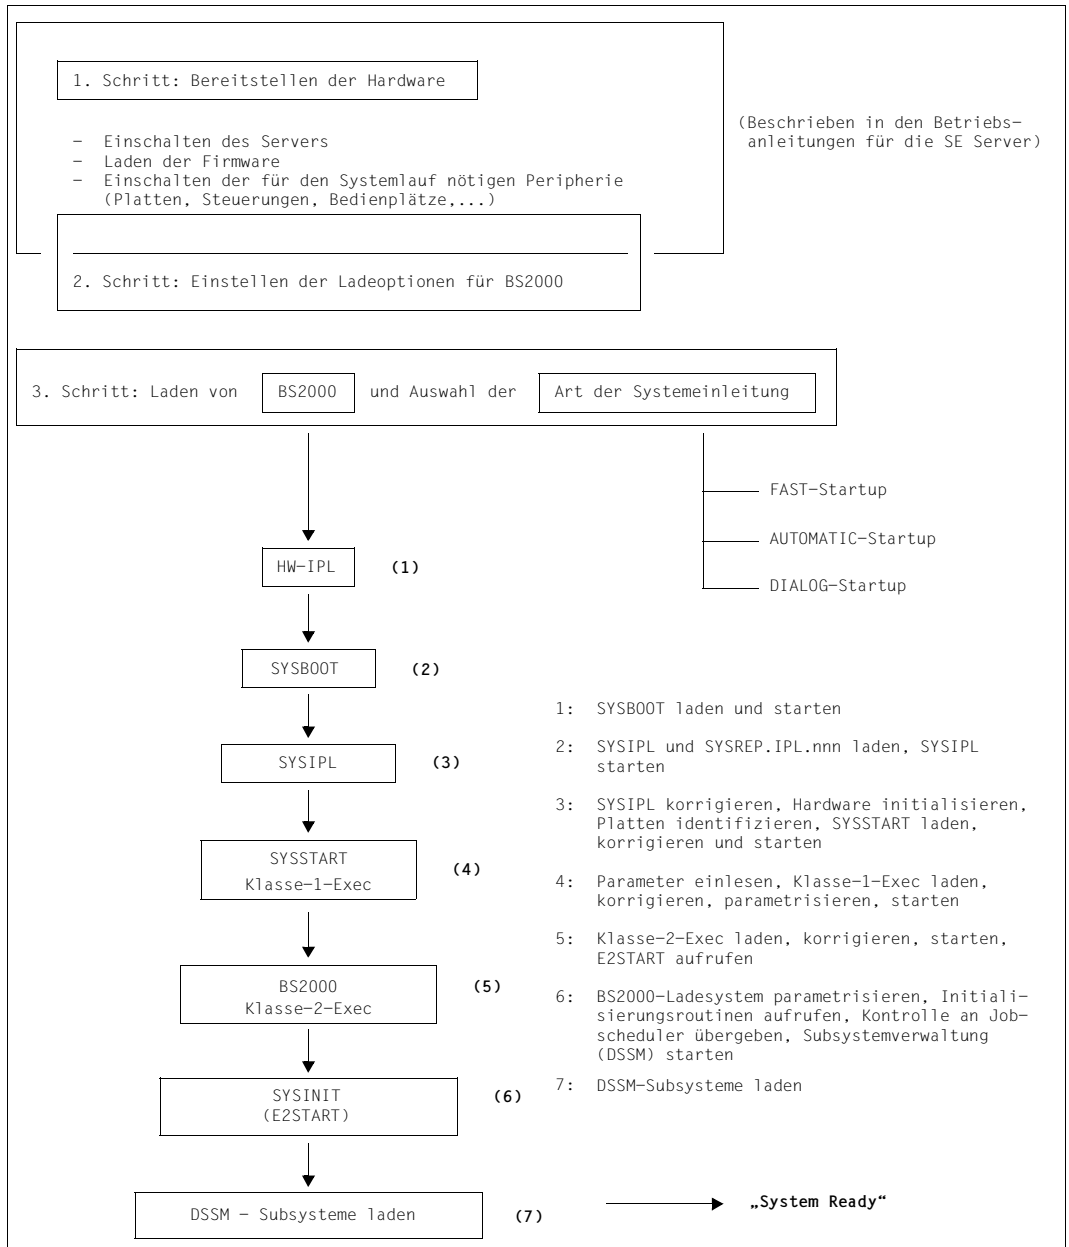 1. Schritt: Bereitstellen der Hardware
(Beschrieben in den Betriebs-
anleitungen für die SE Server)
- Einschalten des Servers
- Laden der Firmware
- Einschalten der für den Systemlauf nötigen Peripherie
(Platten, Steuerungen, Bedienplätze,...)
2. Schritt: Einstellen der Ladeoptionen für BS2000
3. Schritt: Laden von BS2000 und Auswahl der Art der Systemeinleitung
FAST-Startup
AUTOMATIC-Startup
DIALOG-Startup
HW-IPL (1)
SYSBOOT (2)
SYSIPL (3)
SYSSTART
Klasse-1-Exec (4)
BS2000
Klasse-2-Exec (5)
SYSINIT
(E2START) (6)
DSSM - Subsysteme laden (7)
„System Ready“
1: SYSBOOT laden und starten
2: SYSIPL und SYSREP.IPL.nnn laden, SYSIPL
starten
3: SYSIPL korrigieren, Hardware initialisieren,
Platten identifizieren, SYSSTART laden,
korrigieren und starten
4: Parameter einlesen, Klasse-1-Exec laden,
korrigieren, parametrisieren, starten
5: Klasse-2-Exec laden, korrigieren, starten,
E2START aufrufen
6: BS2000-Ladesystem parametrisieren, Initiali-
sierungsroutinen aufrufen, Kontrolle an Job-
scheduler übergeben, Subsystemverwaltung
(DSSM) starten
7: DSSM-Subsysteme laden